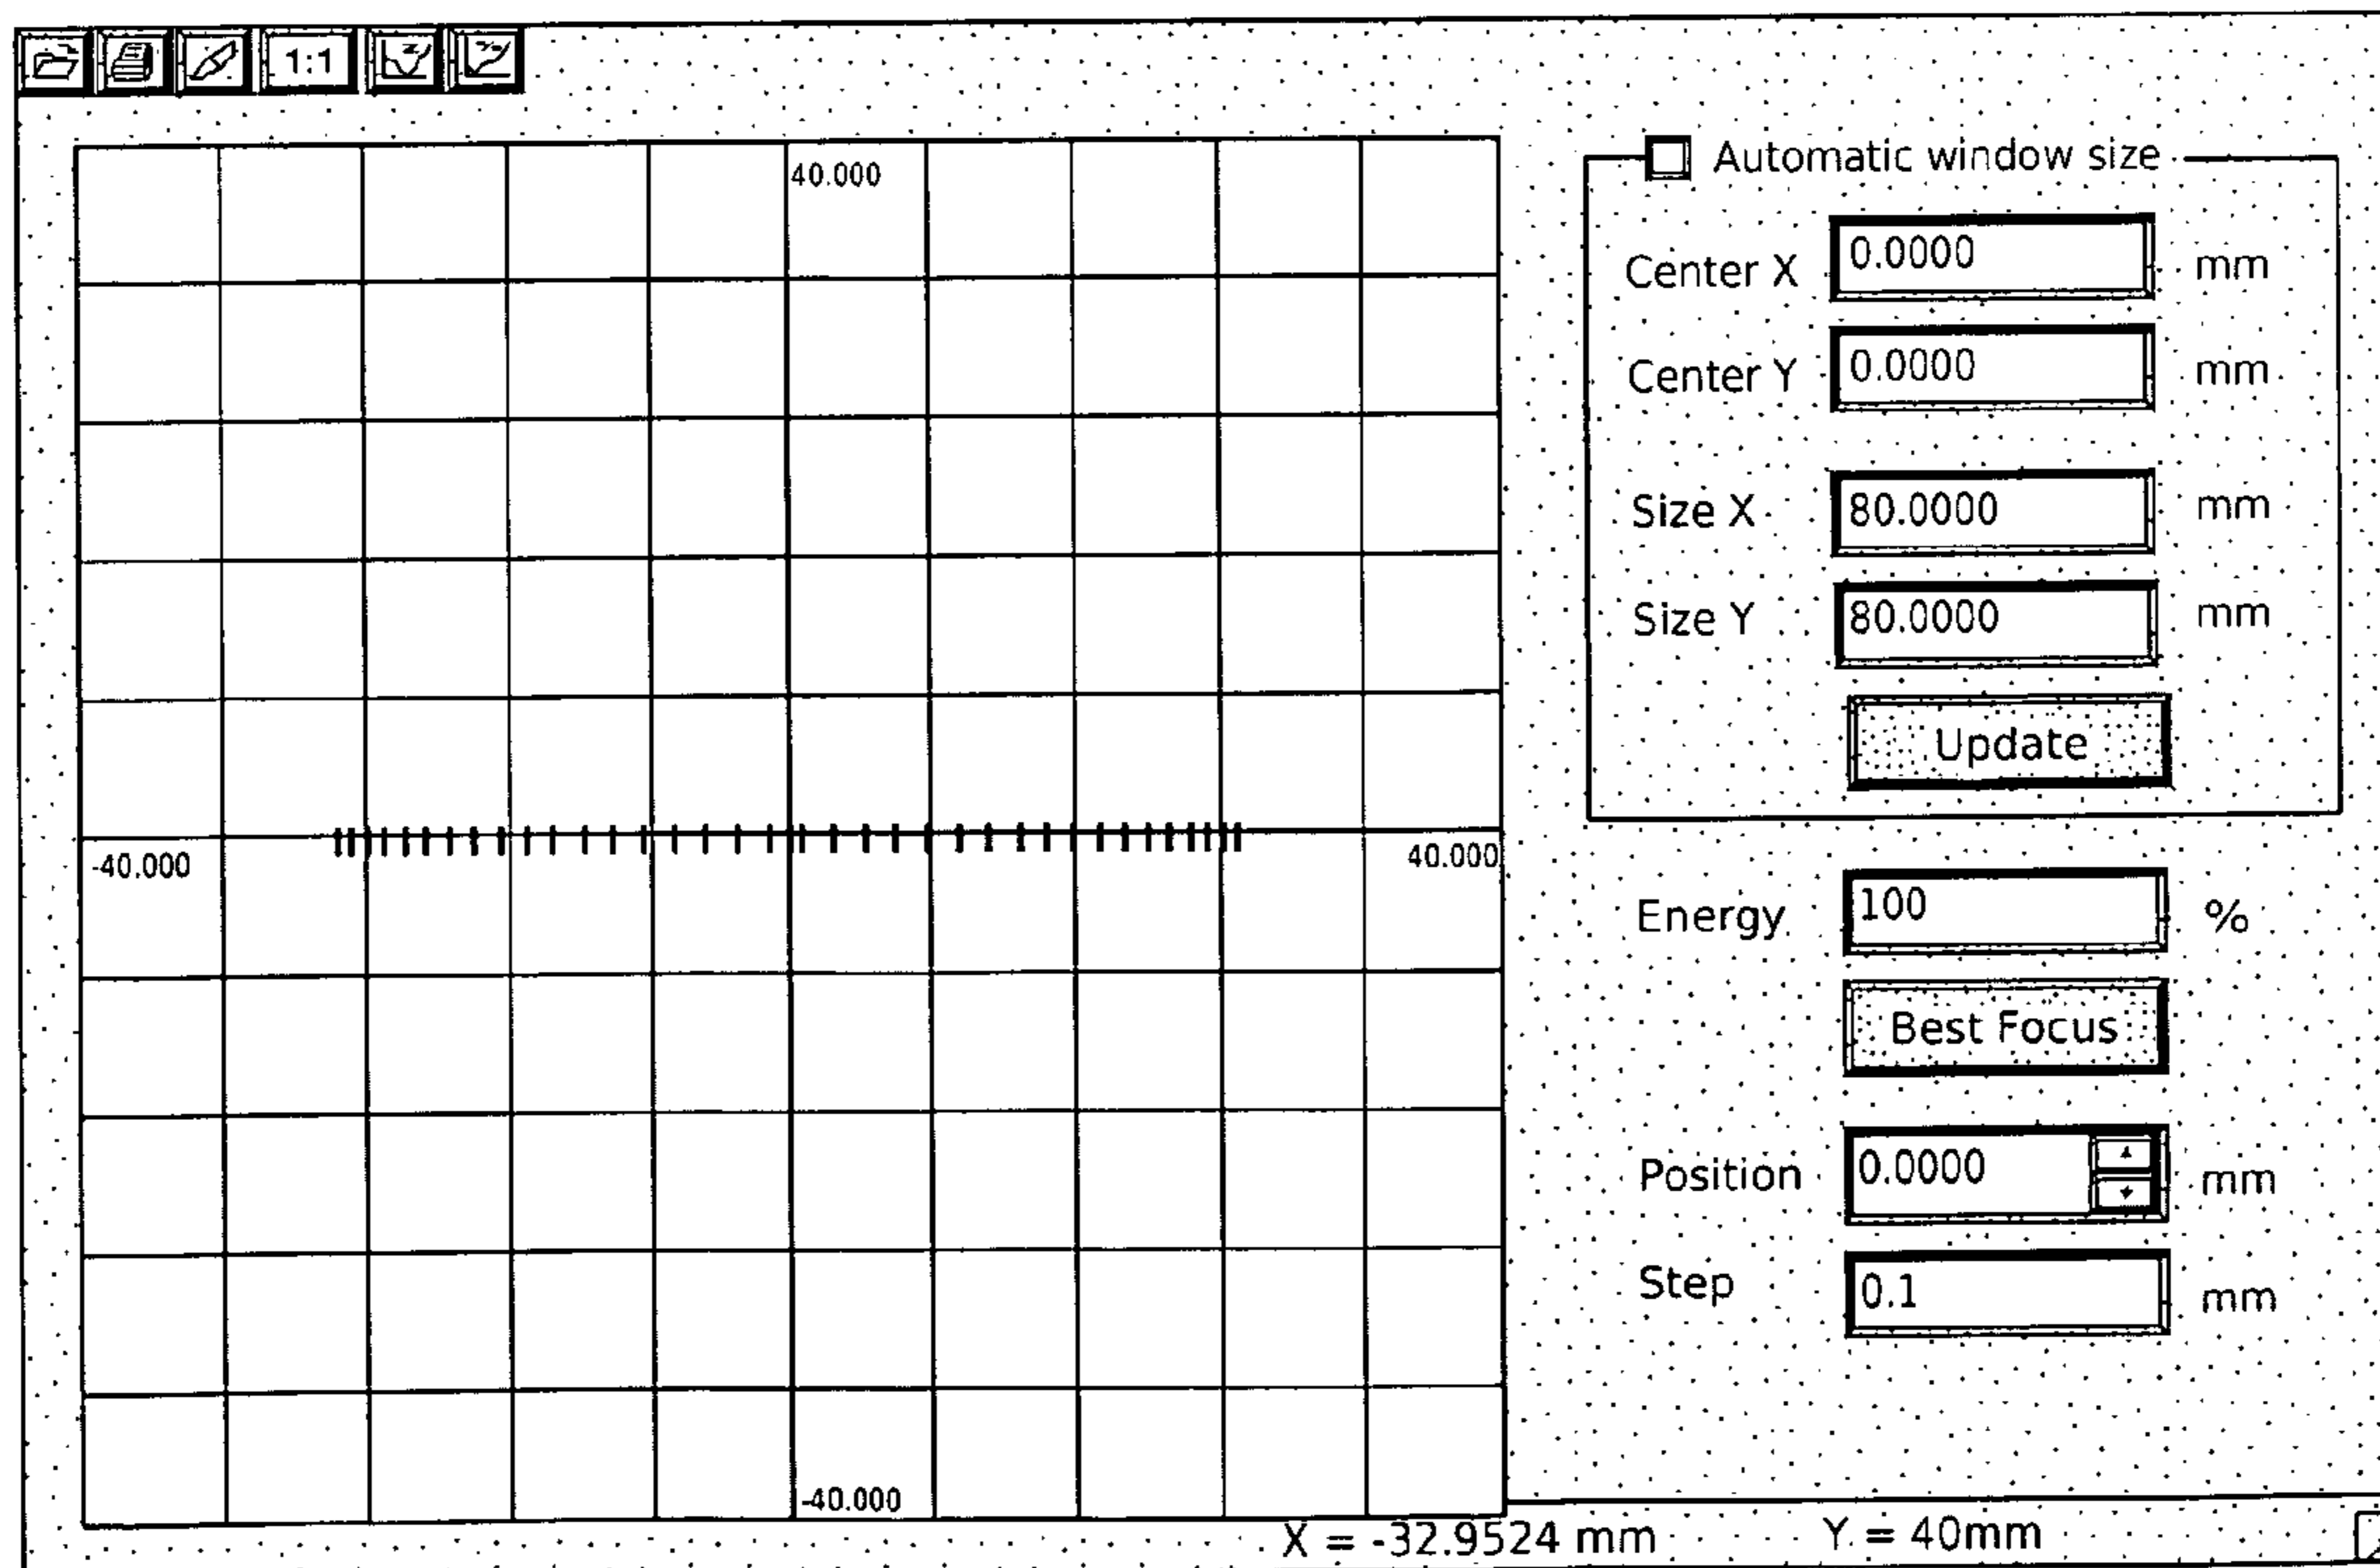 1:1
40.000
-40.000
40.000
-40.000
Automatic window size
Center X 0.0000 mm
Center Y 0.0000 mm
Size X 80.0000 mm
Size Y 80.0000 mm
Update
Energy 100 %
Best Focus
Position 0.0000 mm
Step 0.1 mm
X = -32.9524 mm Y = 40mm